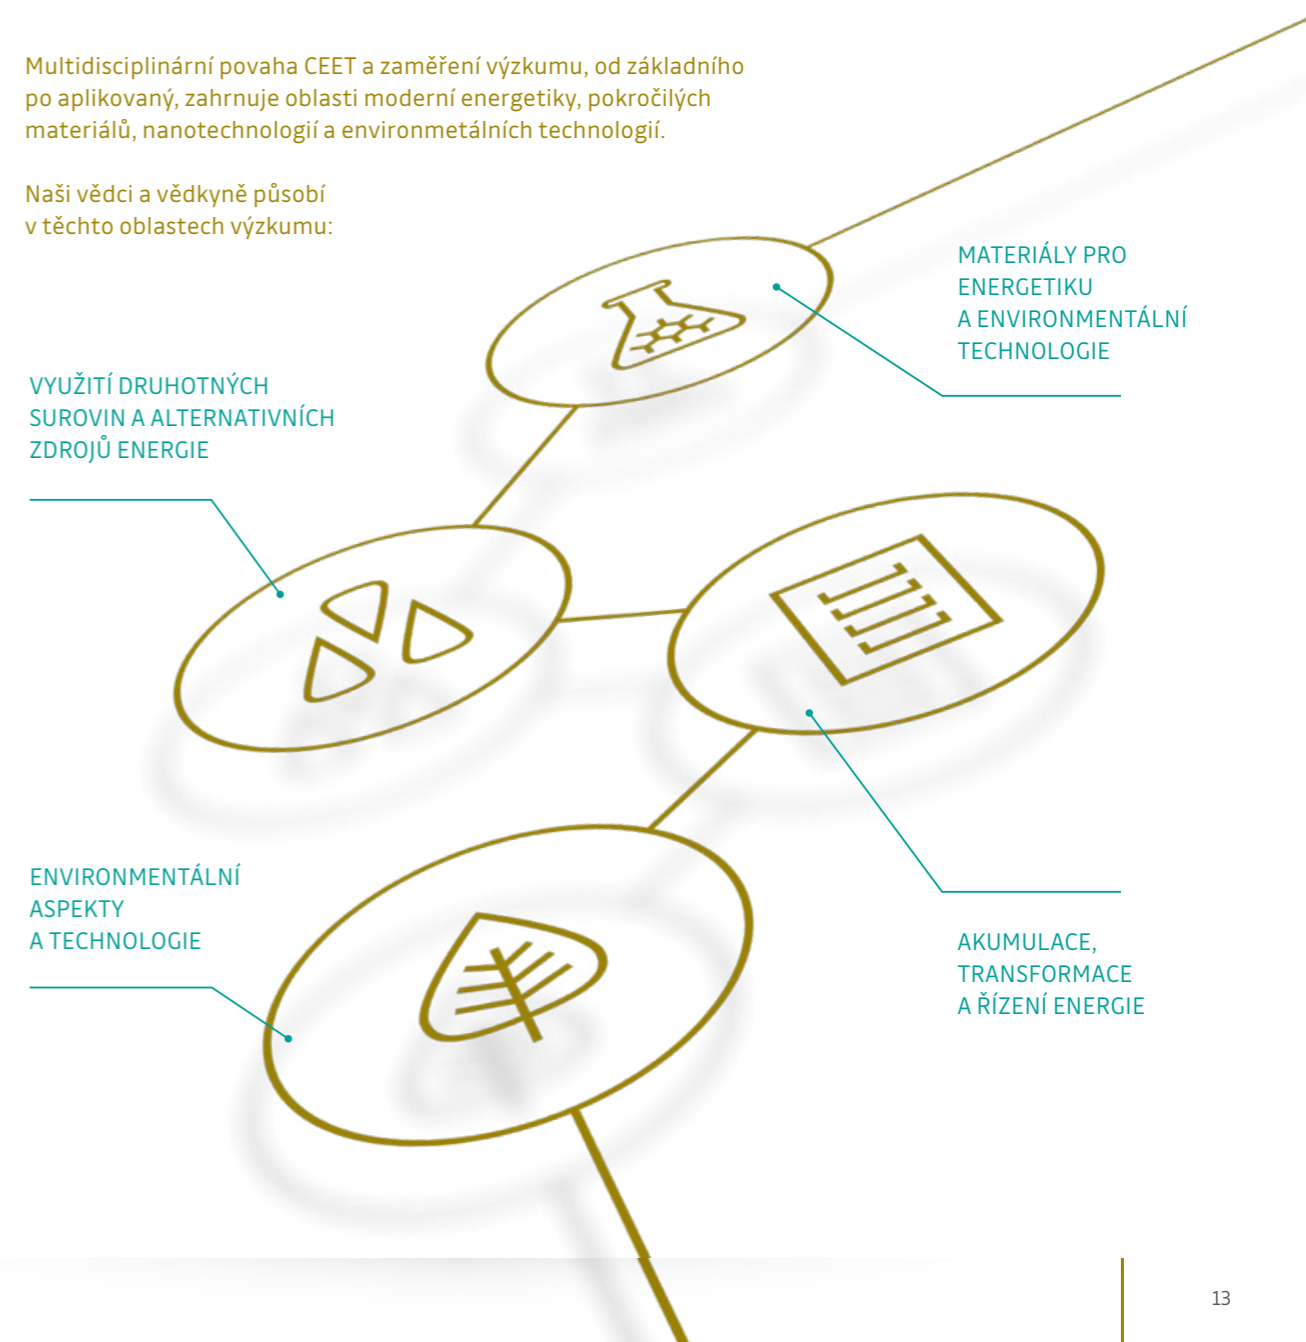 Multidisciplinární povaha CEET a zaměření výzkumu, od základního
po aplikovaný, zahrnuje oblasti moderní energetiky, pokročilých
materiálů, nanotechnologií a environmetálních technologií.
Naši vědci a vědkyně působí
v těchto oblastech výzkumu:
MATERIÁLY PRO
ENERGETIKU
A ENVIRONMENTÁLNÍ
TECHNOLOGIE
VYUŽITÍ DRUHOTNÝCH
SUROVIN A ALTERNATIVNÍCH
ZDROJŮ ENERGIE
ENVIRONMENTÁLNÍ
ASPEKTY
A TECHNOLOGIE
AKUMULACE,
TRANSFORMACE
A ŘÍZENÍ ENERGIE
13